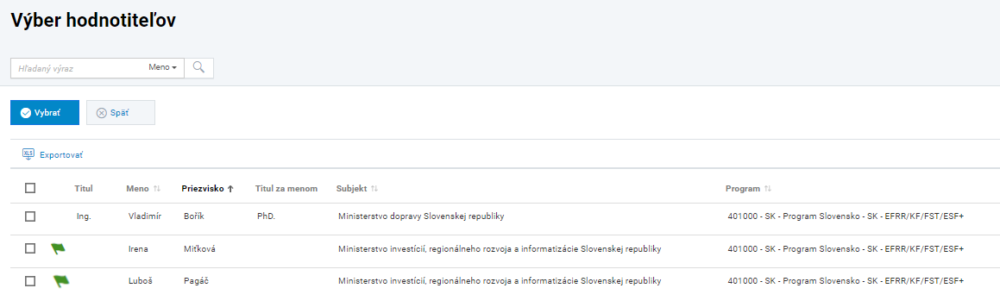 Výber hodnotiteľov
Hľadaný výraz Meno
Vybrať Späť
XLS Exportovať
Titul Meno Priezvisko Titul za menom Subjekt Program
Ing. Vladimír Bořík PhD. Ministerstvo dopravy Slovenskej republiky 401000 - SK - Program Slovensko - SK - EFRR/KF/FST/ESF+
Irena Miťková Ministerstvo investícií, regionálneho rozvoja a informatizácie Slovenskej republiky 401000 - SK - Program Slovensko - SK - EFRR/KF/FST/ESF+
Luboš Pagáč Ministerstvo investícií, regionálneho rozvoja a informatizácie Slovenskej republiky 401000 - SK - Program Slovensko - SK - EFRR/KF/FST/ESF+